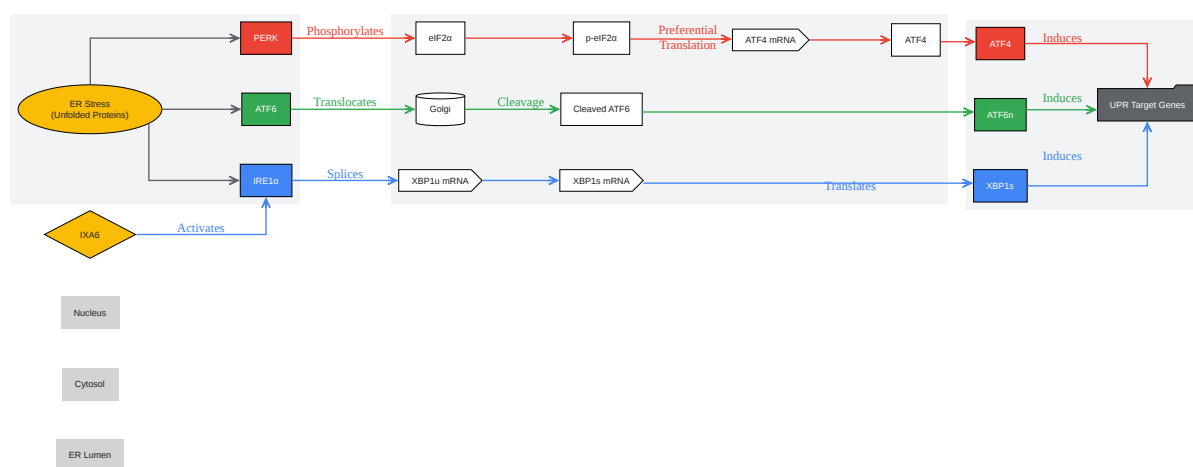 PERK
Phosphorylates
eIF2α
p-eIF2α
Preferential
Translation
ATF4 mRNA
ATF4
ATF4
Induces
ER Stress
(Unfolded Proteins)
ATF6
Translocates
Golgi
Cleavage
Cleaved ATF6
ATF6n
Induces
UPR Target Genes
IRE1α
Splices
XBP1u mRNA
XBP1s mRNA
Translates
XBP1s
Induces
IXA6
Activates
Nucleus
Cytosol
ER Lumen